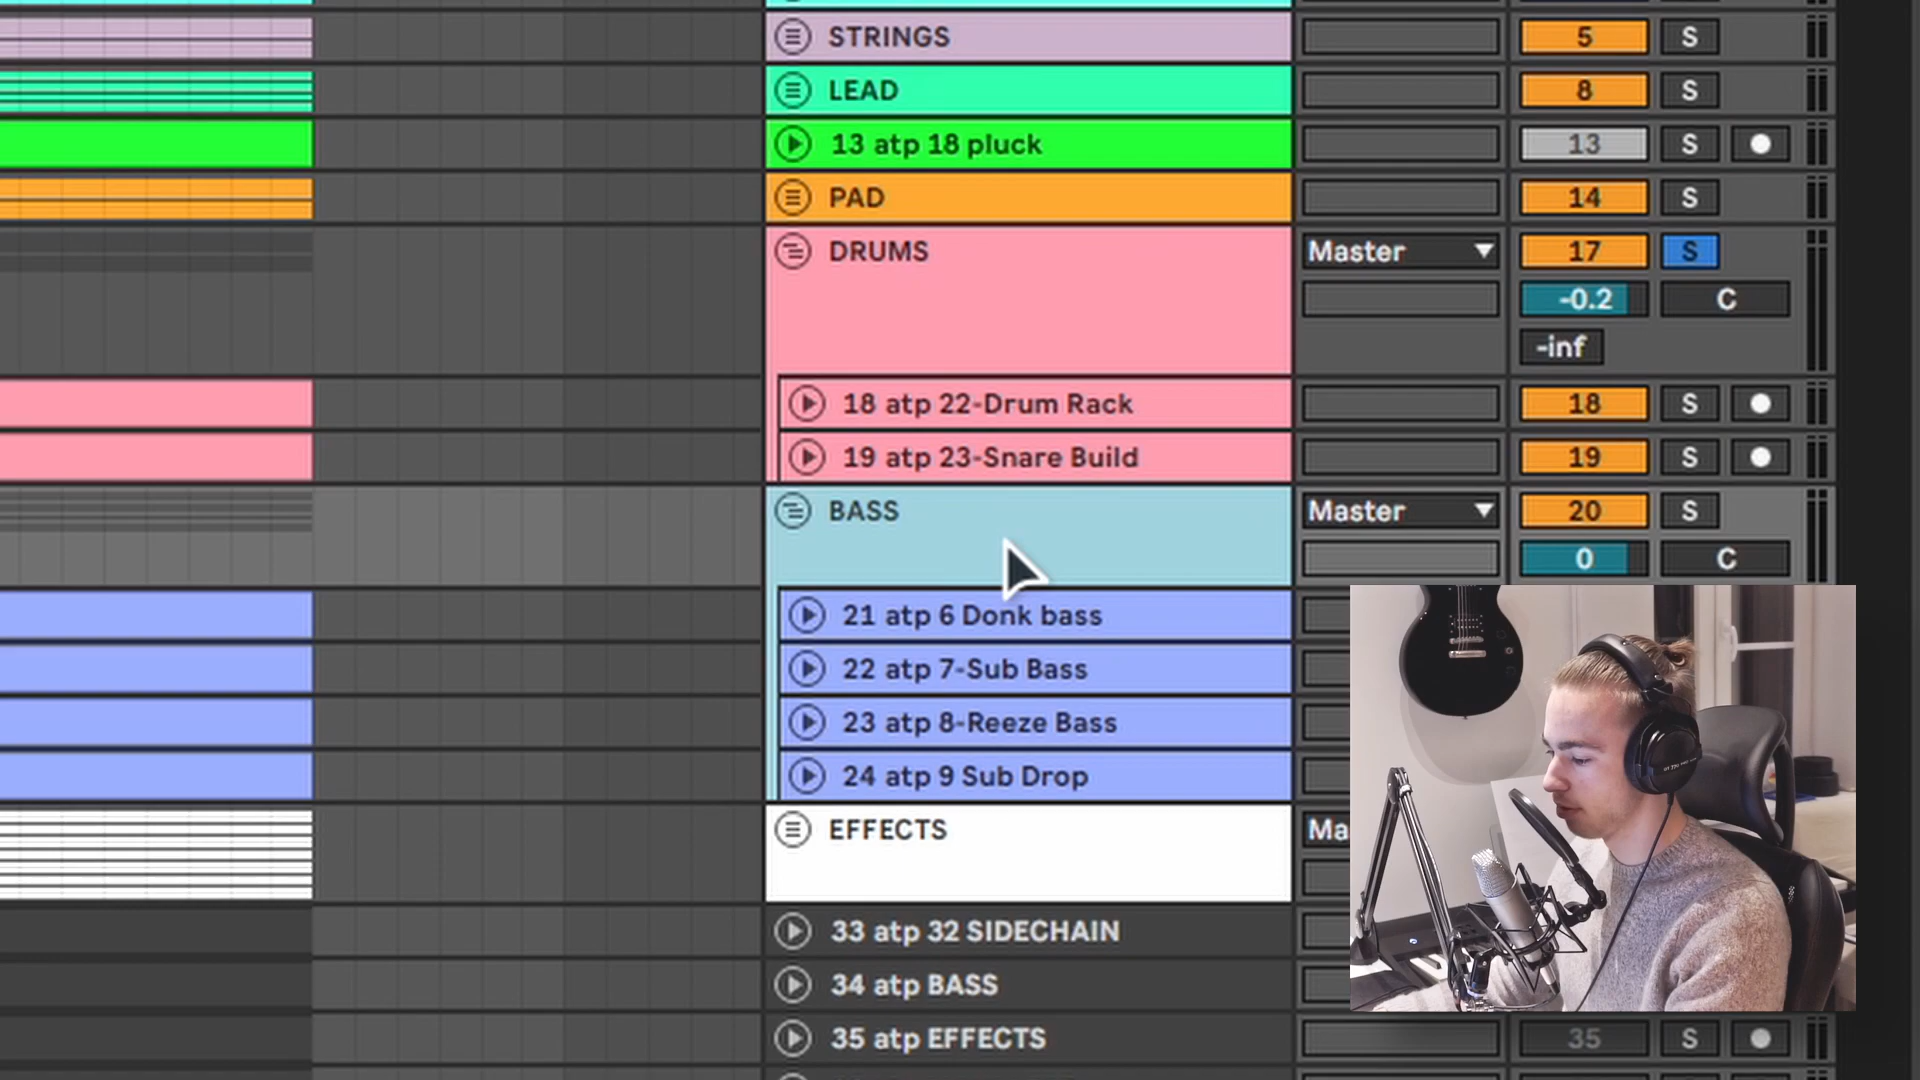 STRINGS 5 S
LEAD 8 S
13 atp 18 pluck 13 S
PAD 14 S
DRUMS Master 17 S
-0.2 C
-inf
18 atp 22-Drum Rack 18 S
19 atp 23-Snare Build 19 S
BASS Master 20 S
0 C
21 atp 6 Donk bass
22 atp 7-Sub Bass
23 atp 8-Reeze Bass
24 atp 9 Sub Drop
EFFECTS Ma
33 atp 32 SIDECHAIN
34 atp BASS
35 atp EFFECTS 35 S